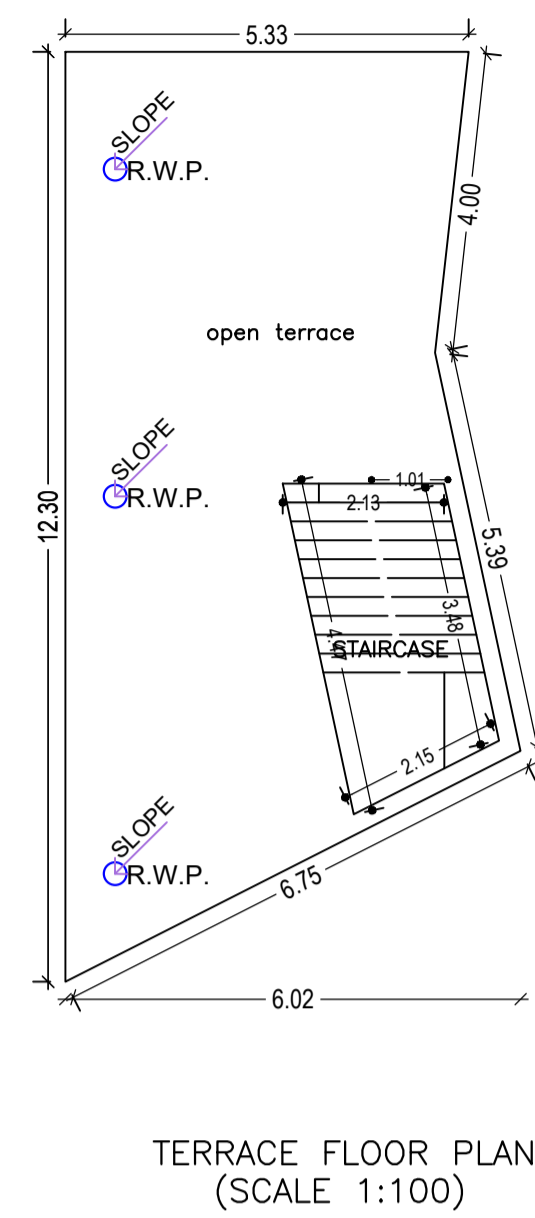 5.33
SLOPE
R.W.P.
4.00
open terrace
SLOPE
R.W.P.
12.30
1.01
2.13
5.39
3.48
STAIRCASE
2.15
SLOPE
R.W.P.
6.75
6.02
TERRACE FLOOR PLAN
(SCALE 1:100)